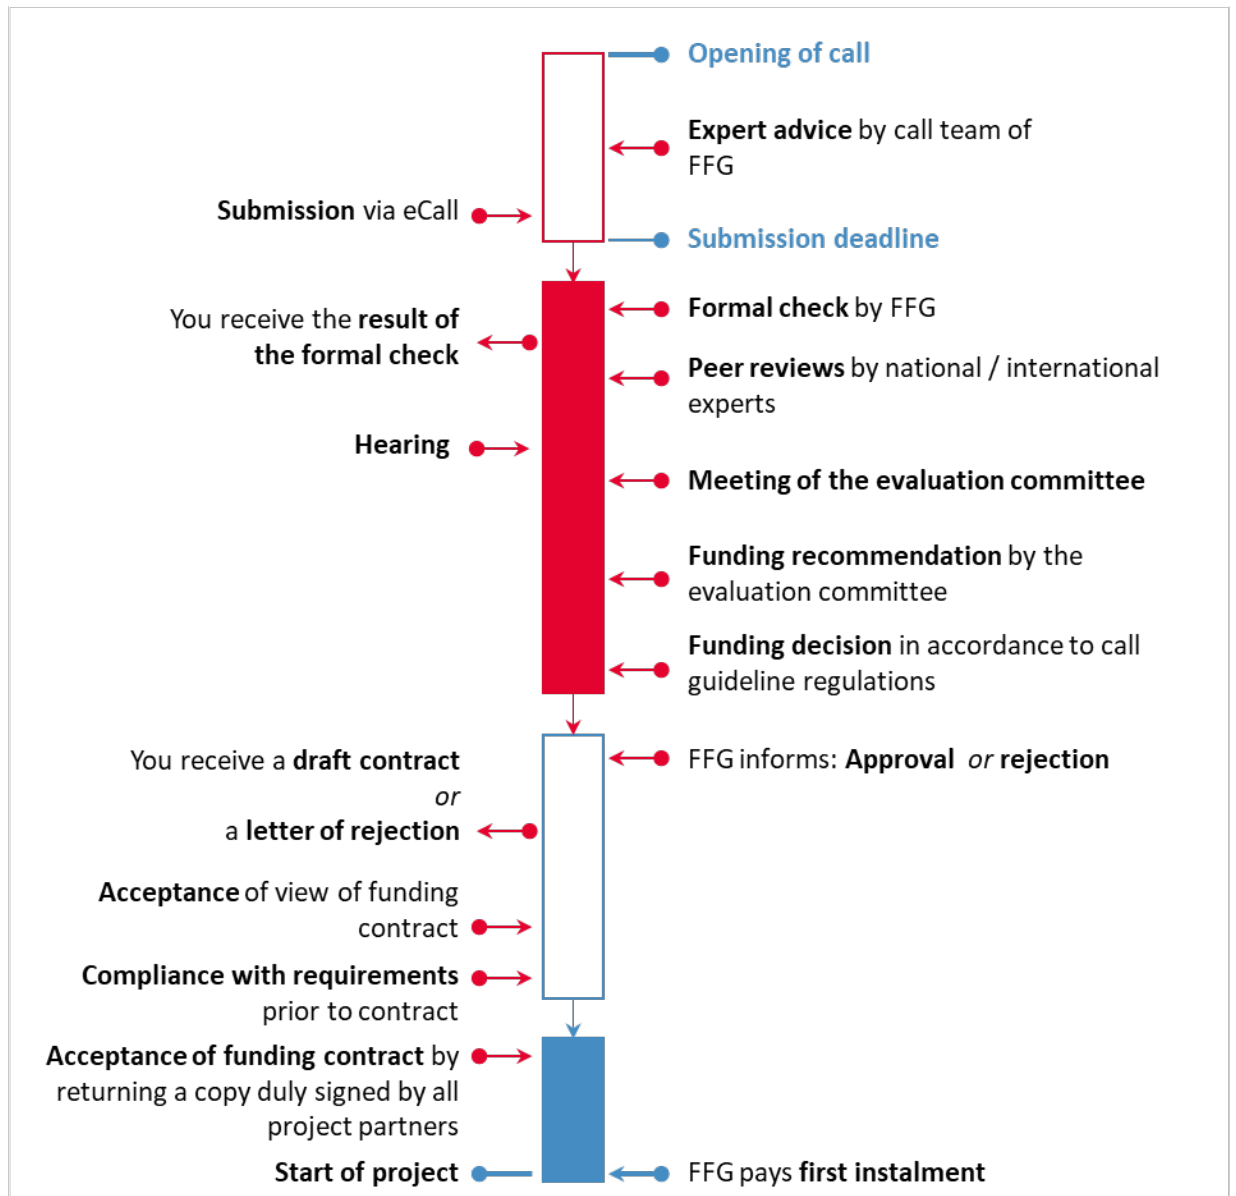 Opening of call
Expert advice by call team of
FFG
Submission via eCall
Submission deadline
Formal check by FFG
You receive the result of
the formal check
Peer reviews by national / international
experts
Hearing
Meeting of the evaluation committee
Funding recommendation by the
evaluation committee
Funding decision in accordance to call
guideline regulations
You receive a draft contract
or
a letter of rejection
FFG informs: Approval or rejection
Acceptance of view of funding
contract
Compliance with requirements
prior to contract
Acceptance of funding contract by
returning a copy duly signed by all
project partners
Start of project
FFG pays first instalment